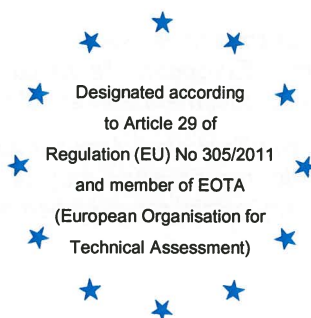 Designated according
to Article 29 of
Regulation (EU) No 305/2011
and member of EOTA
(European Organisation for
Technical Assessment)